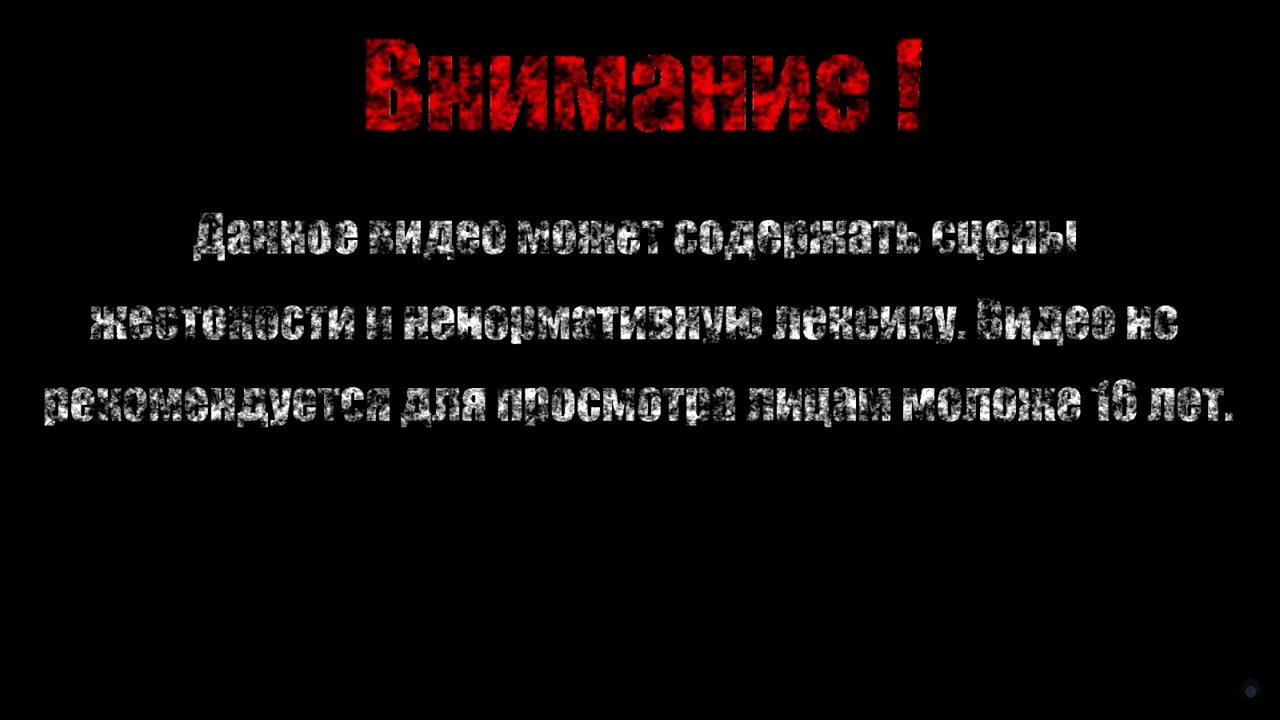 Внимание !
Данное видео может содержать сцены
жестокости и ненормативную лексику. Видео не
рекомендуется для просмотра лицам моложе 16 лет.